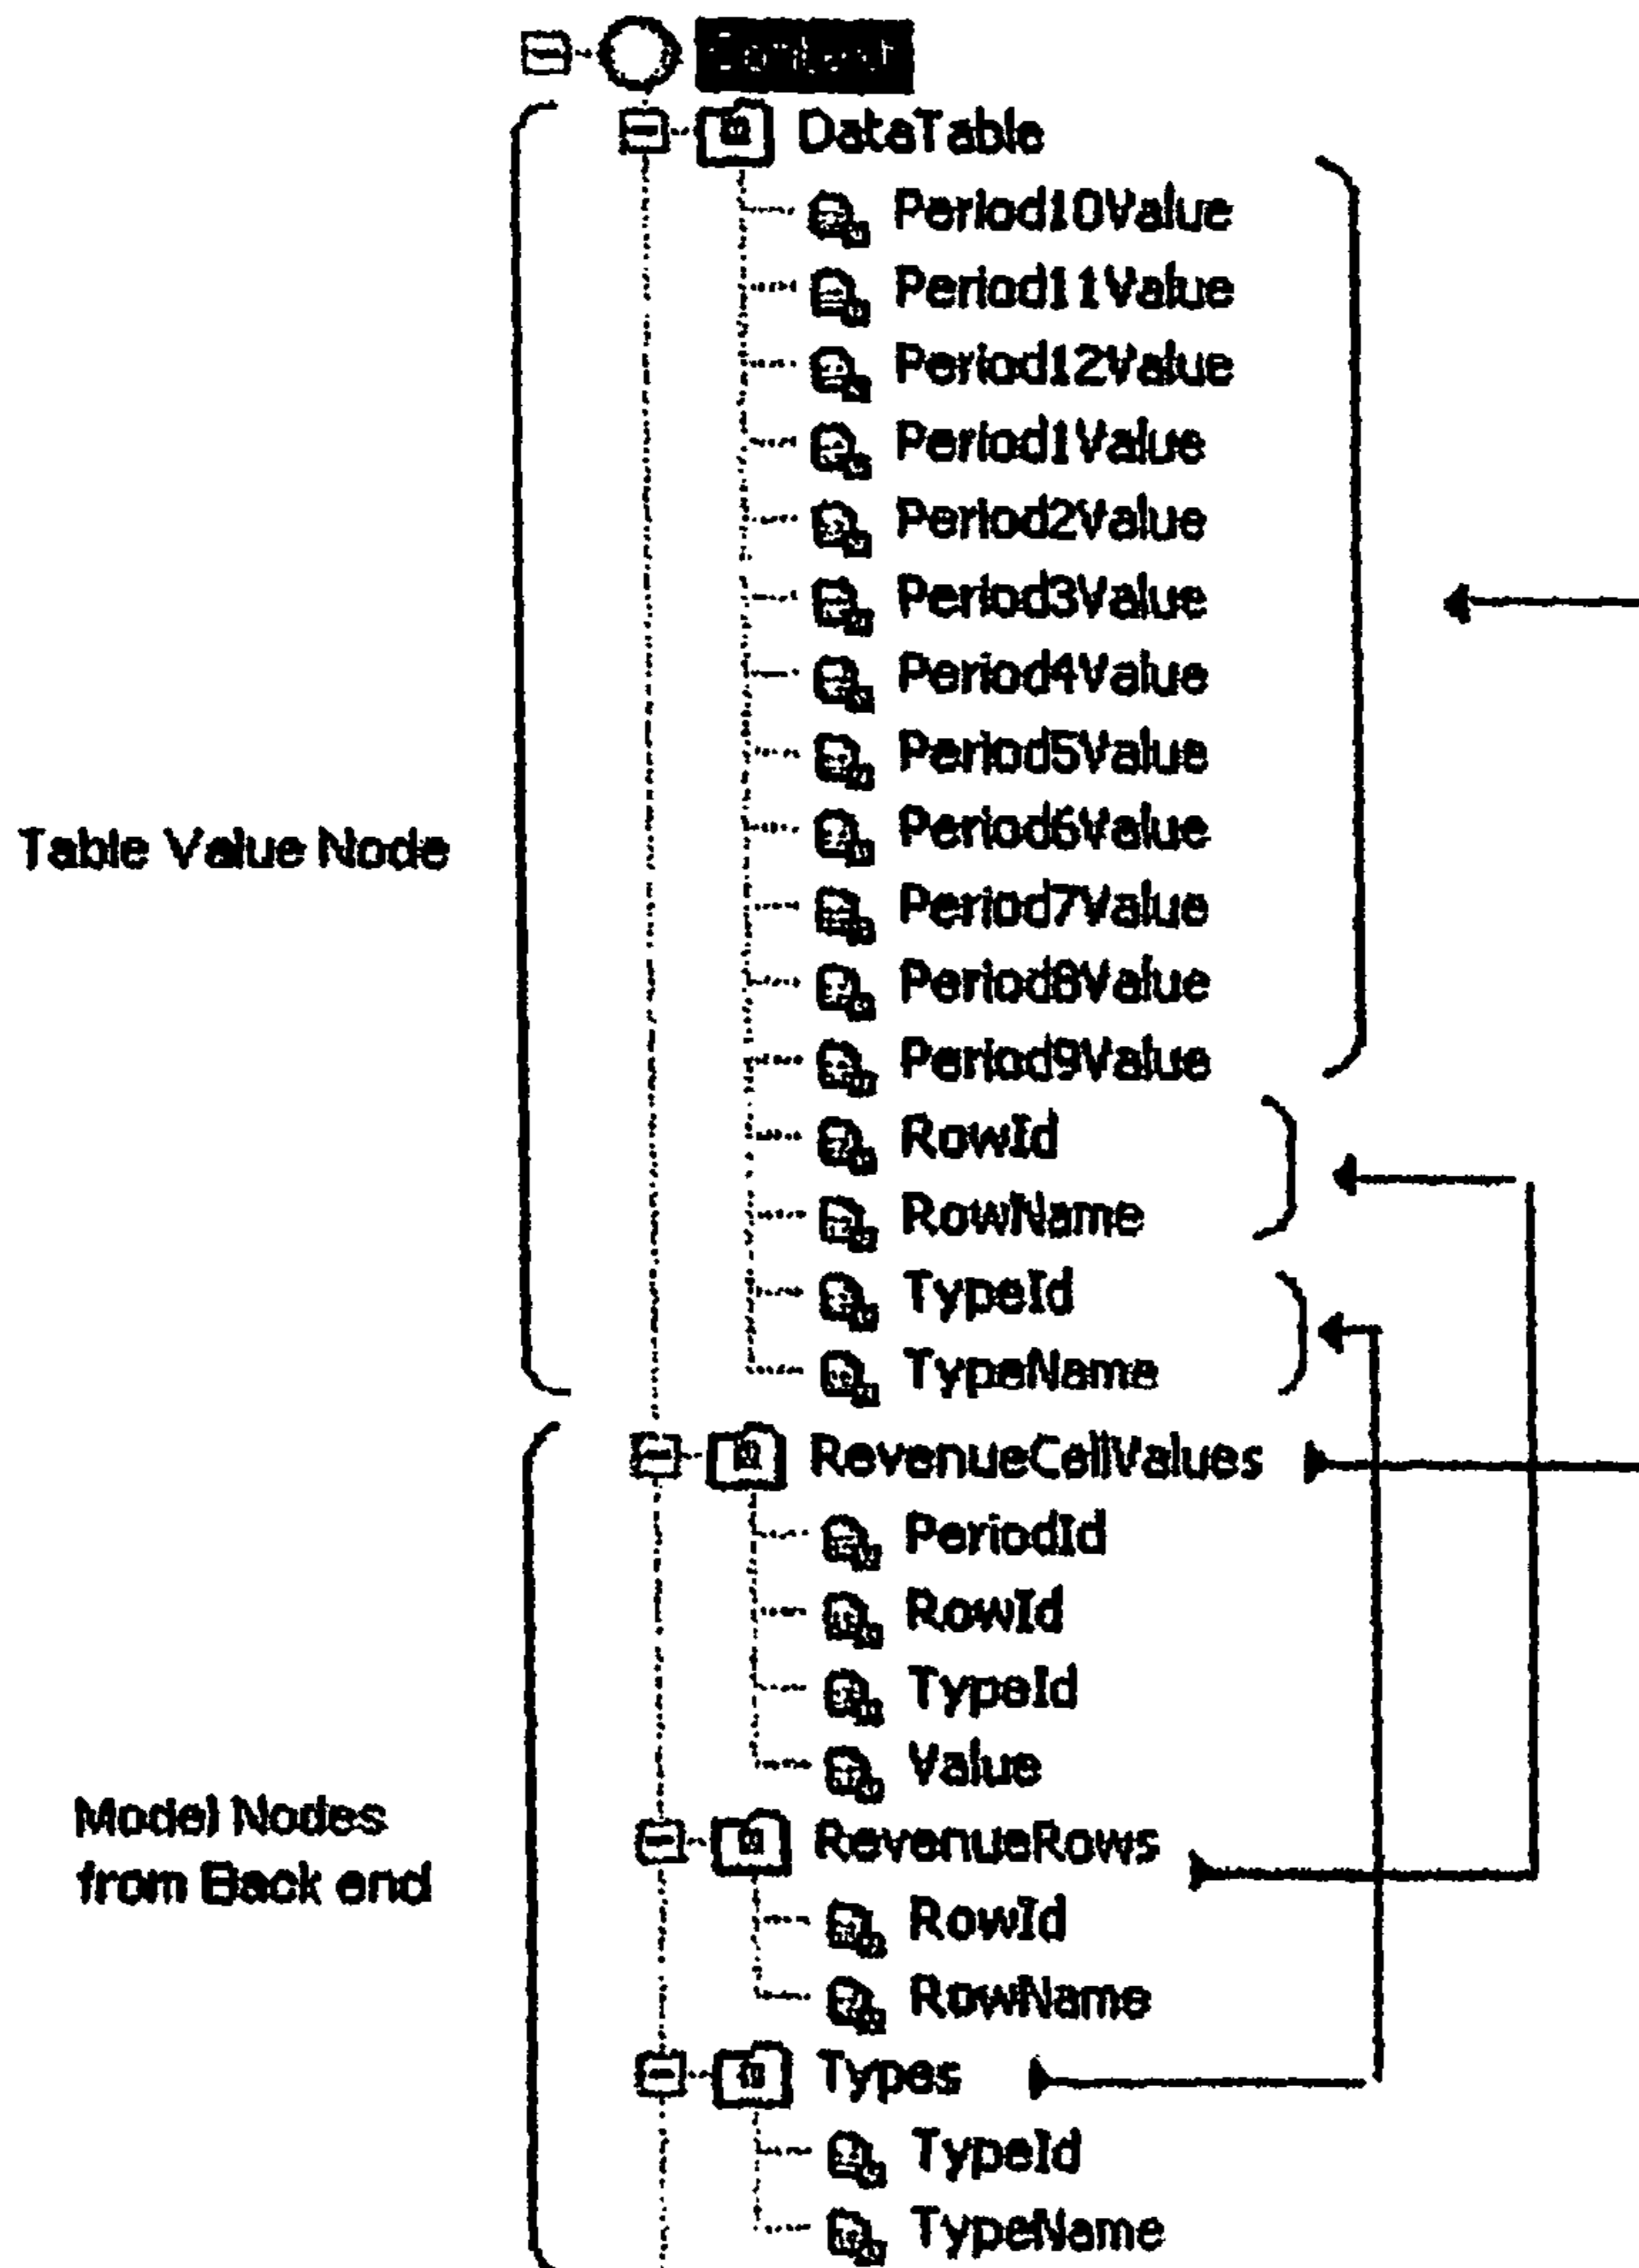 DataTable
Period10Value
Period11Value
Period12Value
Period1Value
Period2Value
Period3Value
Period4Value
Period5Value
Period6Value
Period7Value
Period8Value
Period9Value
RowId
RowName
TypeId
TypeName
Table Value Node
RevenueCellValues
PeriodId
RowId
TypeId
Value
RevenueRows
RowId
RowName
Types
TypeId
TypeName
Model Nodes
from Back end